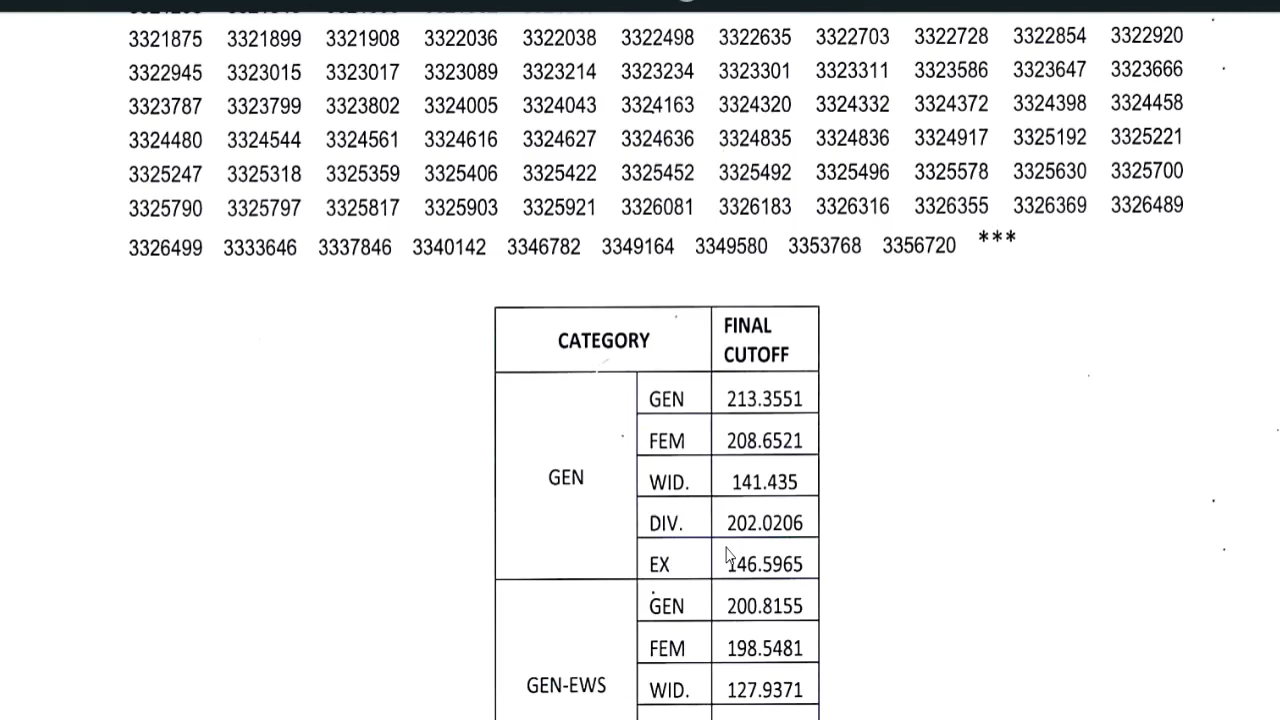 3321875 3321899 3321908 3322036 3322038 3322498 3322635 3322703 3322728 3322854 3322920
3322945 3323015 3323017 3323089 3323214 3323234 3323301 3323311 3323586 3323647 3323666
3323787 3323799 3323802 3324005 3324043 3324163 3324320 3324332 3324372 3324398 3324458
3324480 3324544 3324561 3324616 3324627 3324636 3324835 3324836 3324917 3325192 3325221
3325247 3325318 3325359 3325406 3325422 3325452 3325492 3325496 3325578 3325630 3325700
3325790 3325797 3325817 3325903 3325921 3326081 3326183 3326316 3326355 3326369 3326489
3326499 3333646 3337846 3340142 3346782 3349164 3349580 3353768 3356720 ***
CATEGORY FINAL CUTOFF
GEN GEN 213.3551
FEM 208.6521
WID. 141.435
DIV. 202.0206
EX 146.5965
GEN-EWS GEN 200.8155
FEM 198.5481
WID. 127.9371